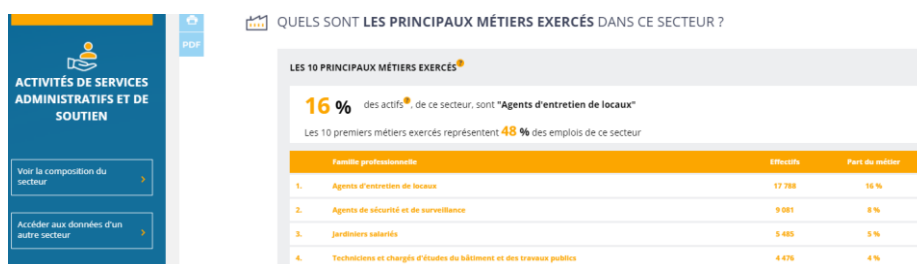 PDF
ACTIVITÉS DE SERVICES
ADMINISTRATIFS ET DE
SOUTIEN
Voir la composition du
secteur
Accéder aux données d'un
autre secteur
QUELS SONT LES PRINCIPAUX MÉTIERS EXERCÉS DANS CE SECTEUR ?
LES 10 PRINCIPAUX MÉTIERS EXERCÉS?
16 % des actifs?, de ce secteur, sont "Agents d'entretien de locaux"
Les 10 premiers métiers exercés représentent 48 % des emplois de ce secteur
Famille professionnelle Effectifs Part du métier
1. Agents d'entretien de locaux 17 788 16 %
2. Agents de sécurité et de surveillance 9 081 8 %
3. Jardiniers salariés 5 485 5 %
4. Techniciens et chargés d'études du bâtiment et des travaux publics 4 476 4 %